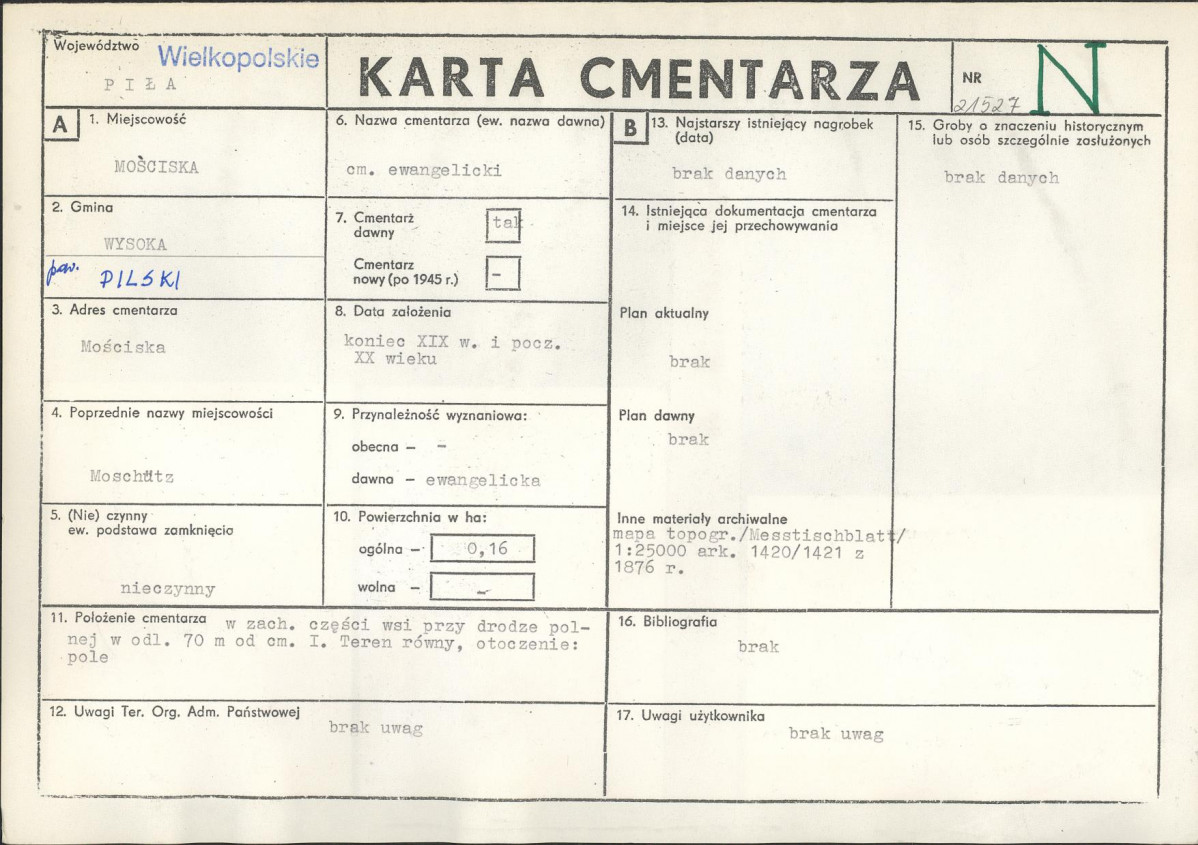 Województwo Wielkopolskie
PIŁA
KARTA CMENTARZA
NR
21527
N
A
1. Miejscowość
MOŚCISKA
2. Gmina
WYSOKA
pow. PILSKI
3. Adres cmentarza
Mościska
4. Poprzednie nazwy miejscowości
Moschütz
5. (Nie) czynny
ew. podstawa zamknięcia
nieczynny
6. Nazwa cmentarza (ew. nazwa dawna)
cm. ewangelicki
7. Cmentarz
dawny
tak
Cmentarz
nowy (po 1945 r.)
–
8. Data założenia
koniec XIX w. i pocz.
XX wieku
9. Przynależność wyznaniowa:
obecna – –
dawna – ewangelicka
10. Powierzchnia w ha:
ogólna – 0,16
wolna – –
11. Położenie cmentarza w zach. części wsi przy drodze pol-
nej w odl. 70 m od cm. I. Teren równy, otoczenie:
pole
12. Uwagi Ter. Org. Adm. Państwowej
brak uwag
B
13. Najstarszy istniejący nagrobek
(data)
brak danych
14. Istniejąca dokumentacja cmentarza
i miejsce jej przechowywania
Plan aktualny
brak
Plan dawny
brak
Inne materiały archiwalne
mapa topogr./Messtischblatt/
1:25000 ark. 1420/1421 z
1876 r.
15. Groby o znaczeniu historycznym
lub osób szczególnie zasłużonych
brak danych
16. Bibliografia
brak
17. Uwagi użytkownika
brak uwag